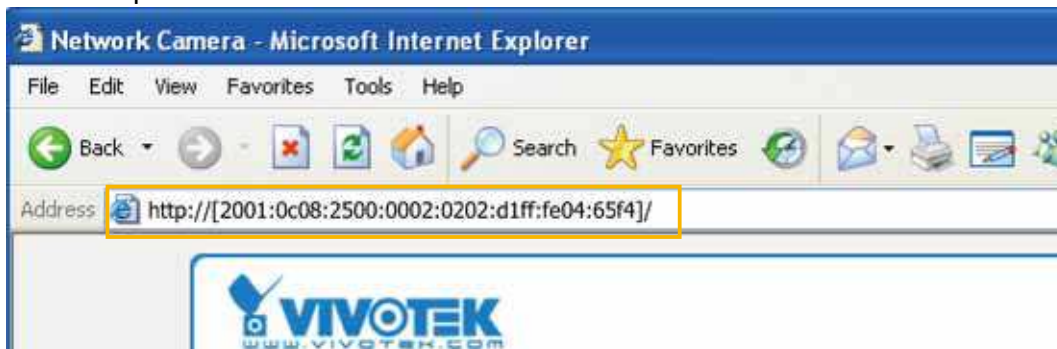 Network Camera - Microsoft Internet Explorer
File Edit View Favorites Tools Help
Back Search Favorites
Address http://[2001:0c08:2500:0002:0202:d1ff:fe04:65f4]/
VIVOTEK
WWW.VIVOTEK.COM